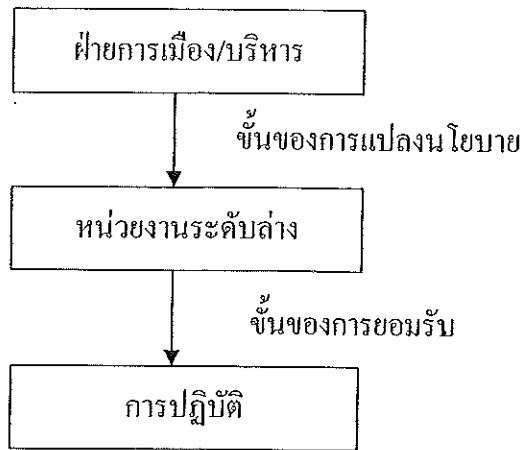 ฝ่ายการเมือง/บริหาร
ขั้นของการแปลงนโยบาย
หน่วยงานระดับล่าง
ขั้นของการยอมรับ
การปฏิบัติ